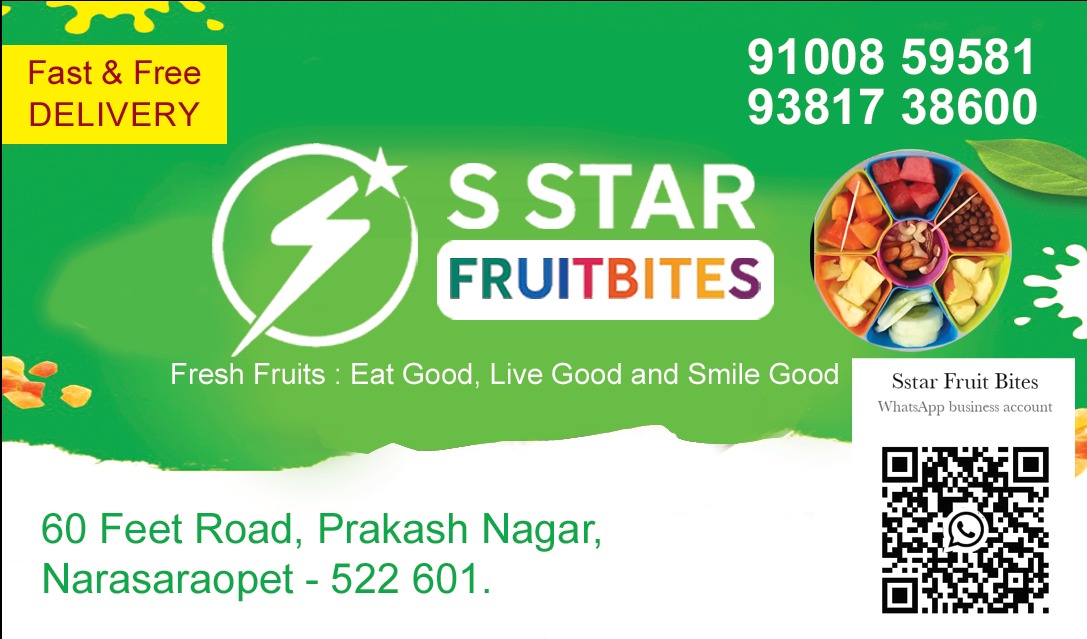 Fast & Free
DELIVERY
91008 59581
93817 38600
S STAR
FRUITBITES
Fresh Fruits : Eat Good, Live Good and Smile Good
Sstar Fruit Bites
WhatsApp business account
60 Feet Road, Prakash Nagar,
Narasaraopet - 522 601.